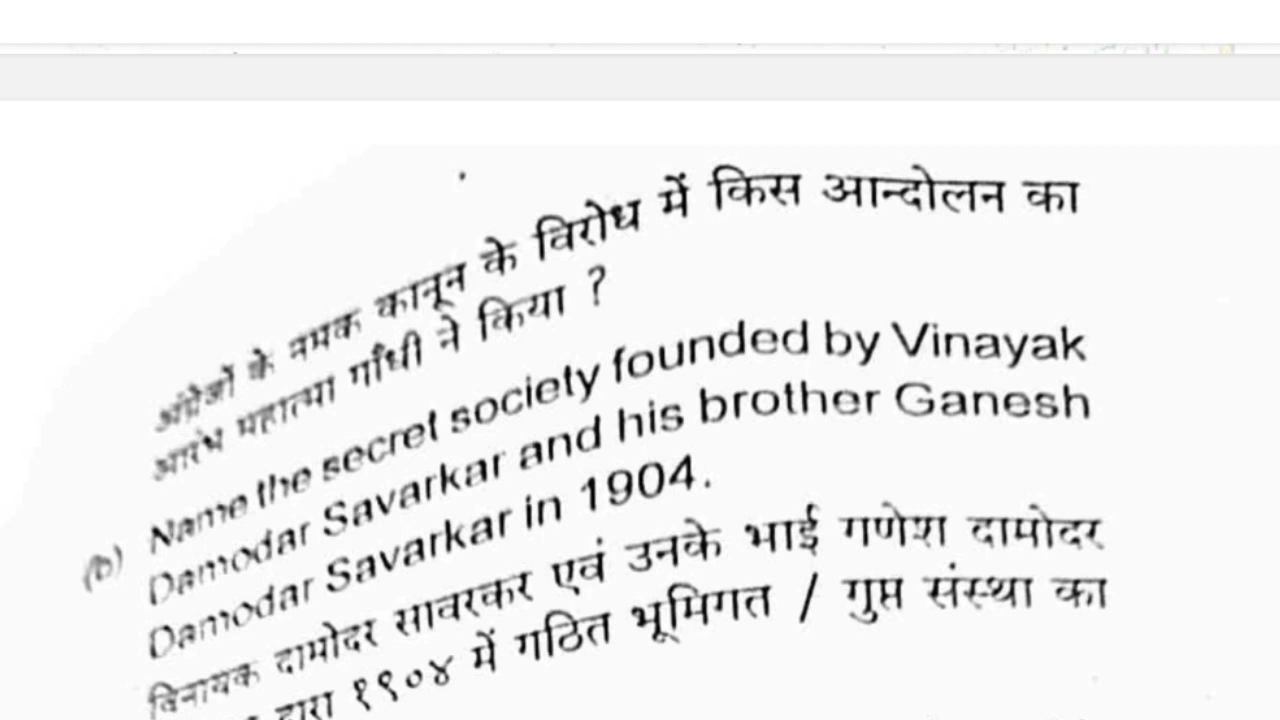 अंग्रेजों के नमक कानून के विरोध में किस आन्दोलन का
आरंभ महात्मा गाँधी ने किया ?
(b) Name the secret society founded by Vinayak
Damodar Savarkar and his brother Ganesh
Damodar Savarkar in 1904.
विनायक दामोदर सावरकर एवं उनके भाई गणेश दामोदर
द्वारा १९०४ में गठित भूमिगत / गुप्त संस्था का